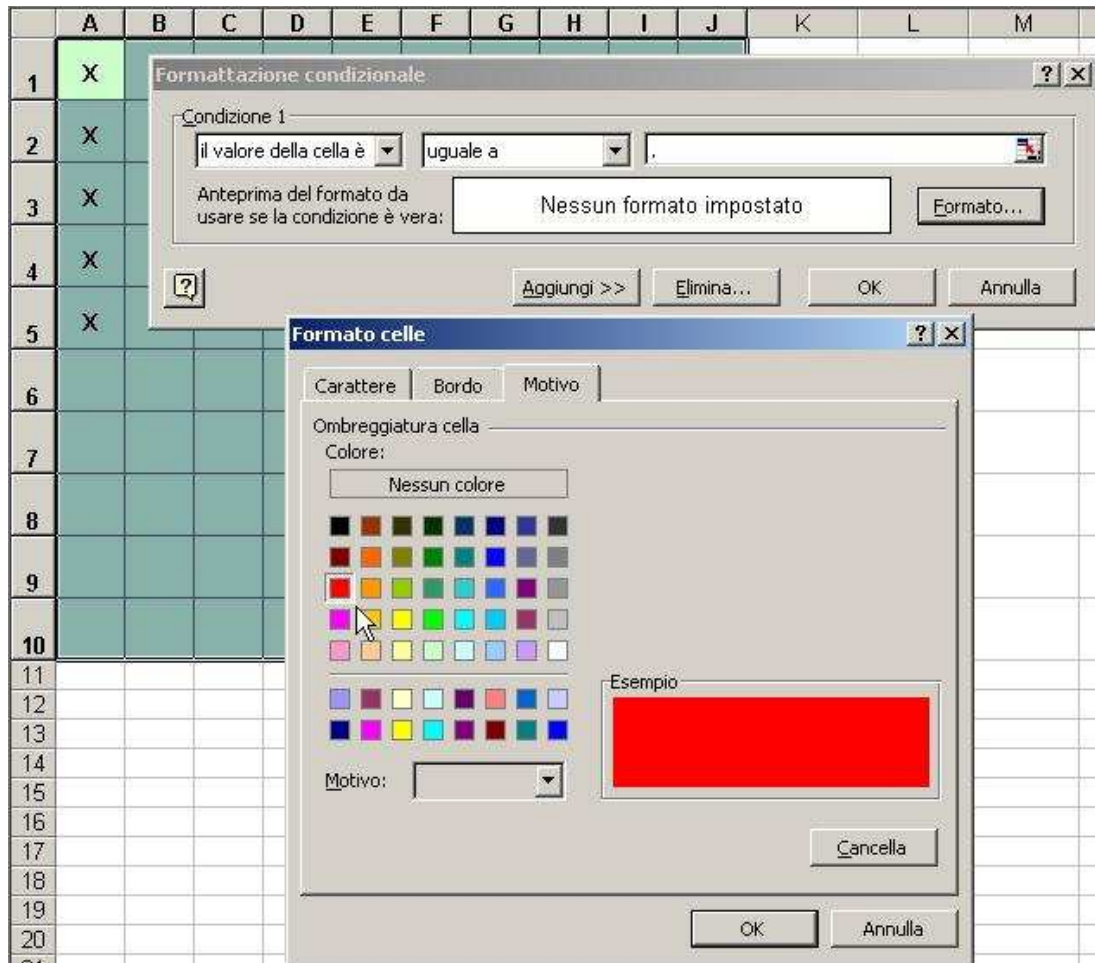 A B C D E F G H I J K L M
1 X
Formattazione condizionale
Condizione 1
2 X
il valore della cella è uguale a .
3 X
Anteprima del formato da
usare se la condizione è vera:
Nessun formato impostato
Formato...
4 X
Aggiungi >> Elimina... OK Annulla
5 X
Formato celle
Carattere Bordo Motivo
6
Ombreggiatura cella
Colore:
7
Nessun colore
8
9
10
11
Esempio
12
13
14
Motivo:
15
16
17
Cancella
18
19
20
OK Annulla